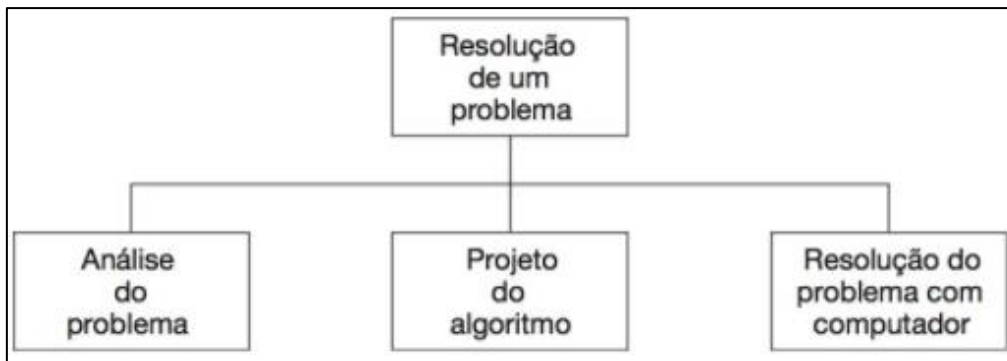 Resolução
de um
problema
Análise
do
problema
Projeto
do
algoritmo
Resolução do
problema com
computador